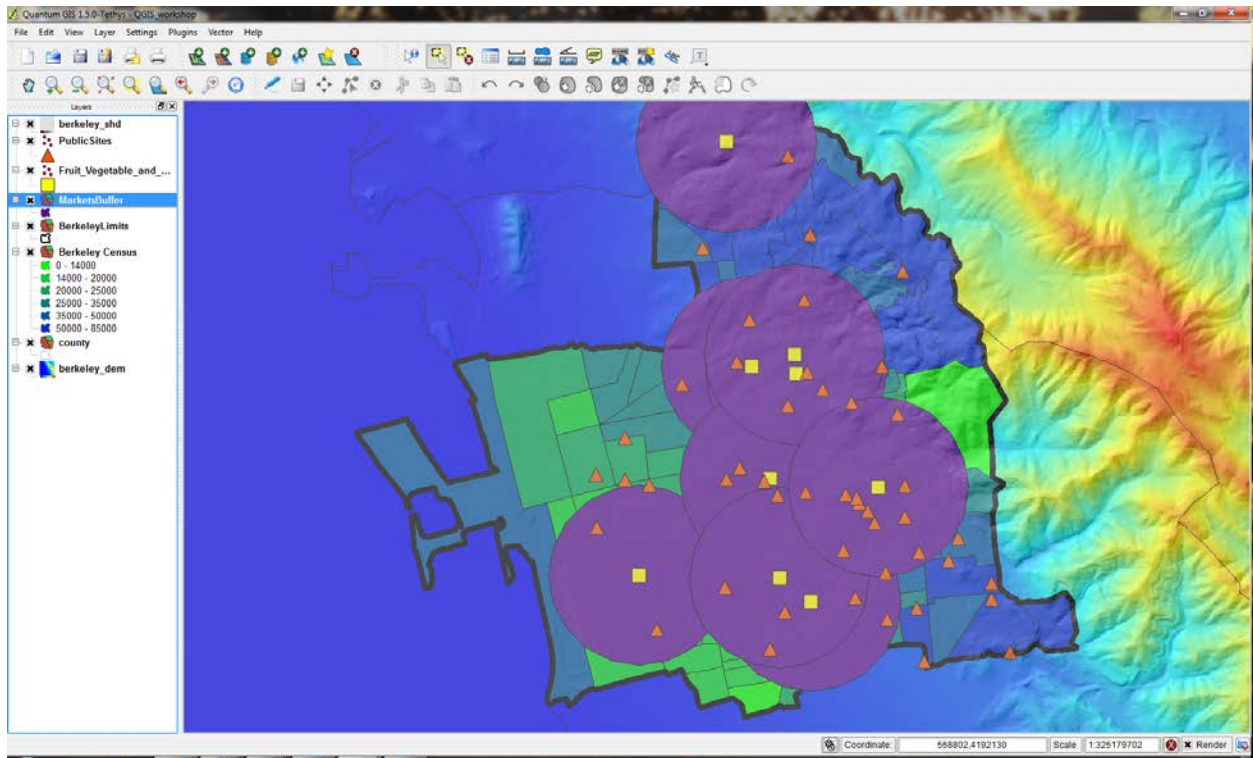 Quantum GIS 1.5.0-Tethys - QGIS_workshop
File Edit View Layer Settings Plugins Vector Help
Layers
berkeley_shd
PublicSites
Fruit_Vegetable_and_...
MarketsBuffer
BerkeleyLimits
Berkeley Census
0 - 14000
14000 - 20000
20000 - 25000
25000 - 35000
35000 - 50000
50000 - 85000
county
berkeley_dem
Coordinate: 568802,4192130 Scale 1:325179702 Render